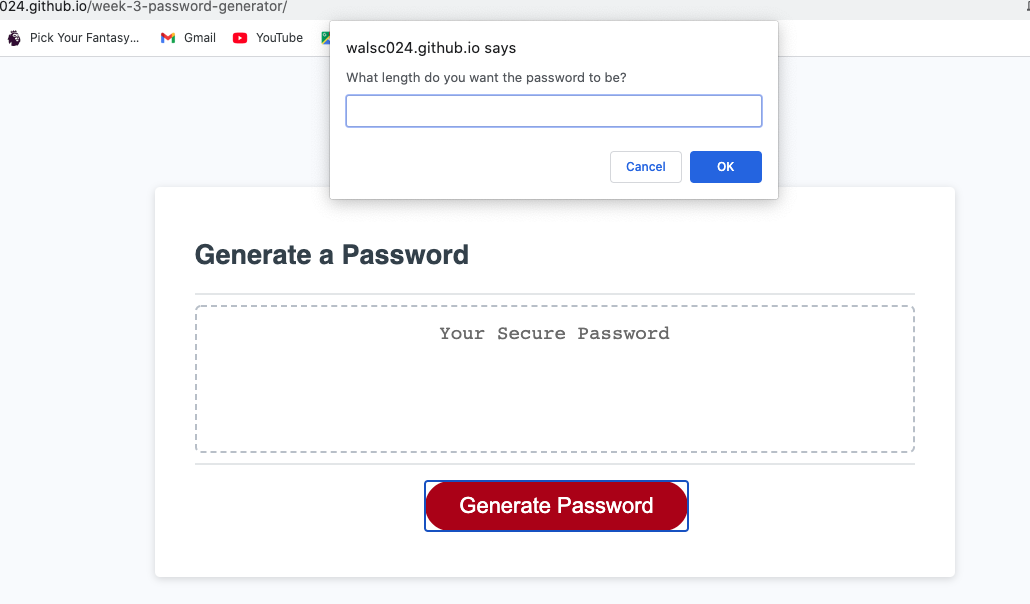 024.github.io/week-3-password-generator/
Pick Your Fantasy... Gmail YouTube
walsc024.github.io says
What length do you want the password to be?
Cancel OK
Generate a Password
Your Secure Password
Generate Password